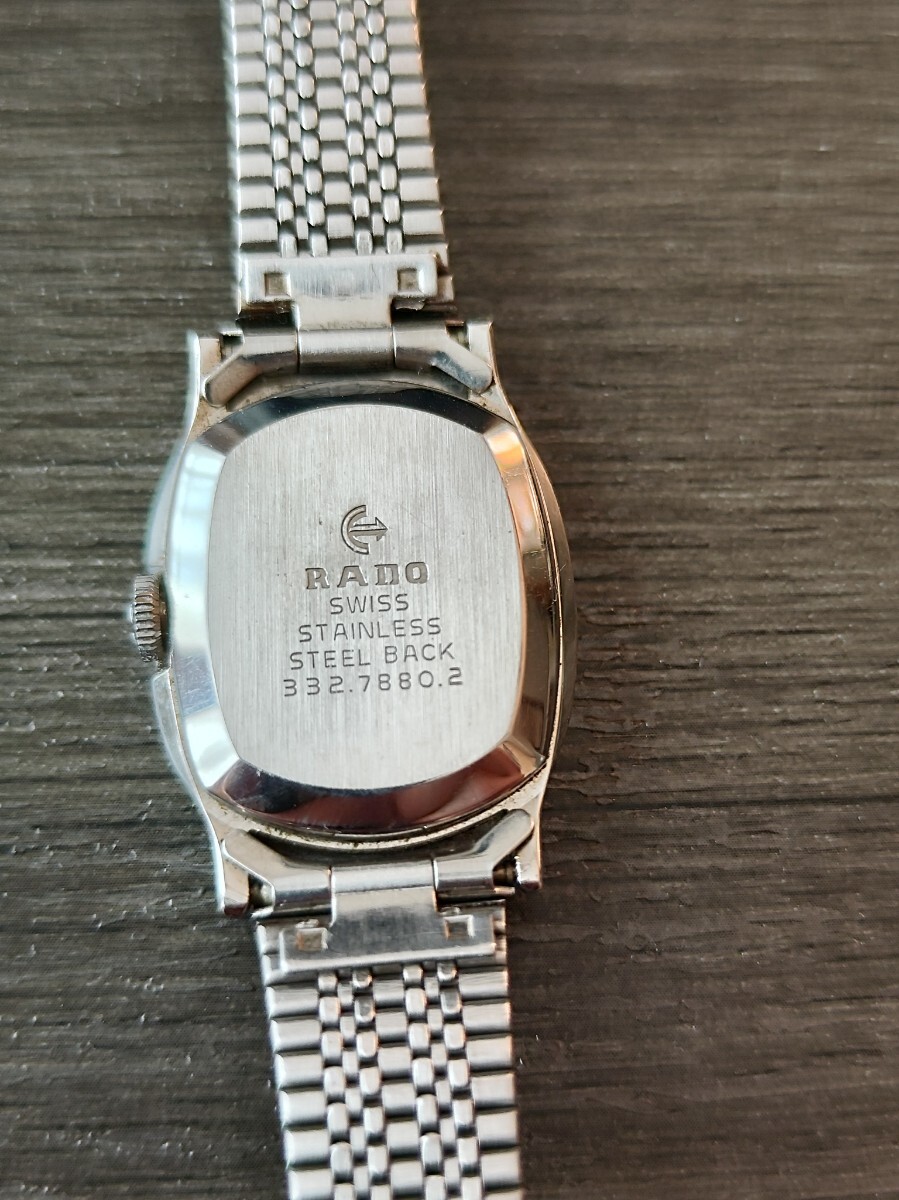 RADO
SWISS
STAINLESS
STEEL BACK
332.7880.2